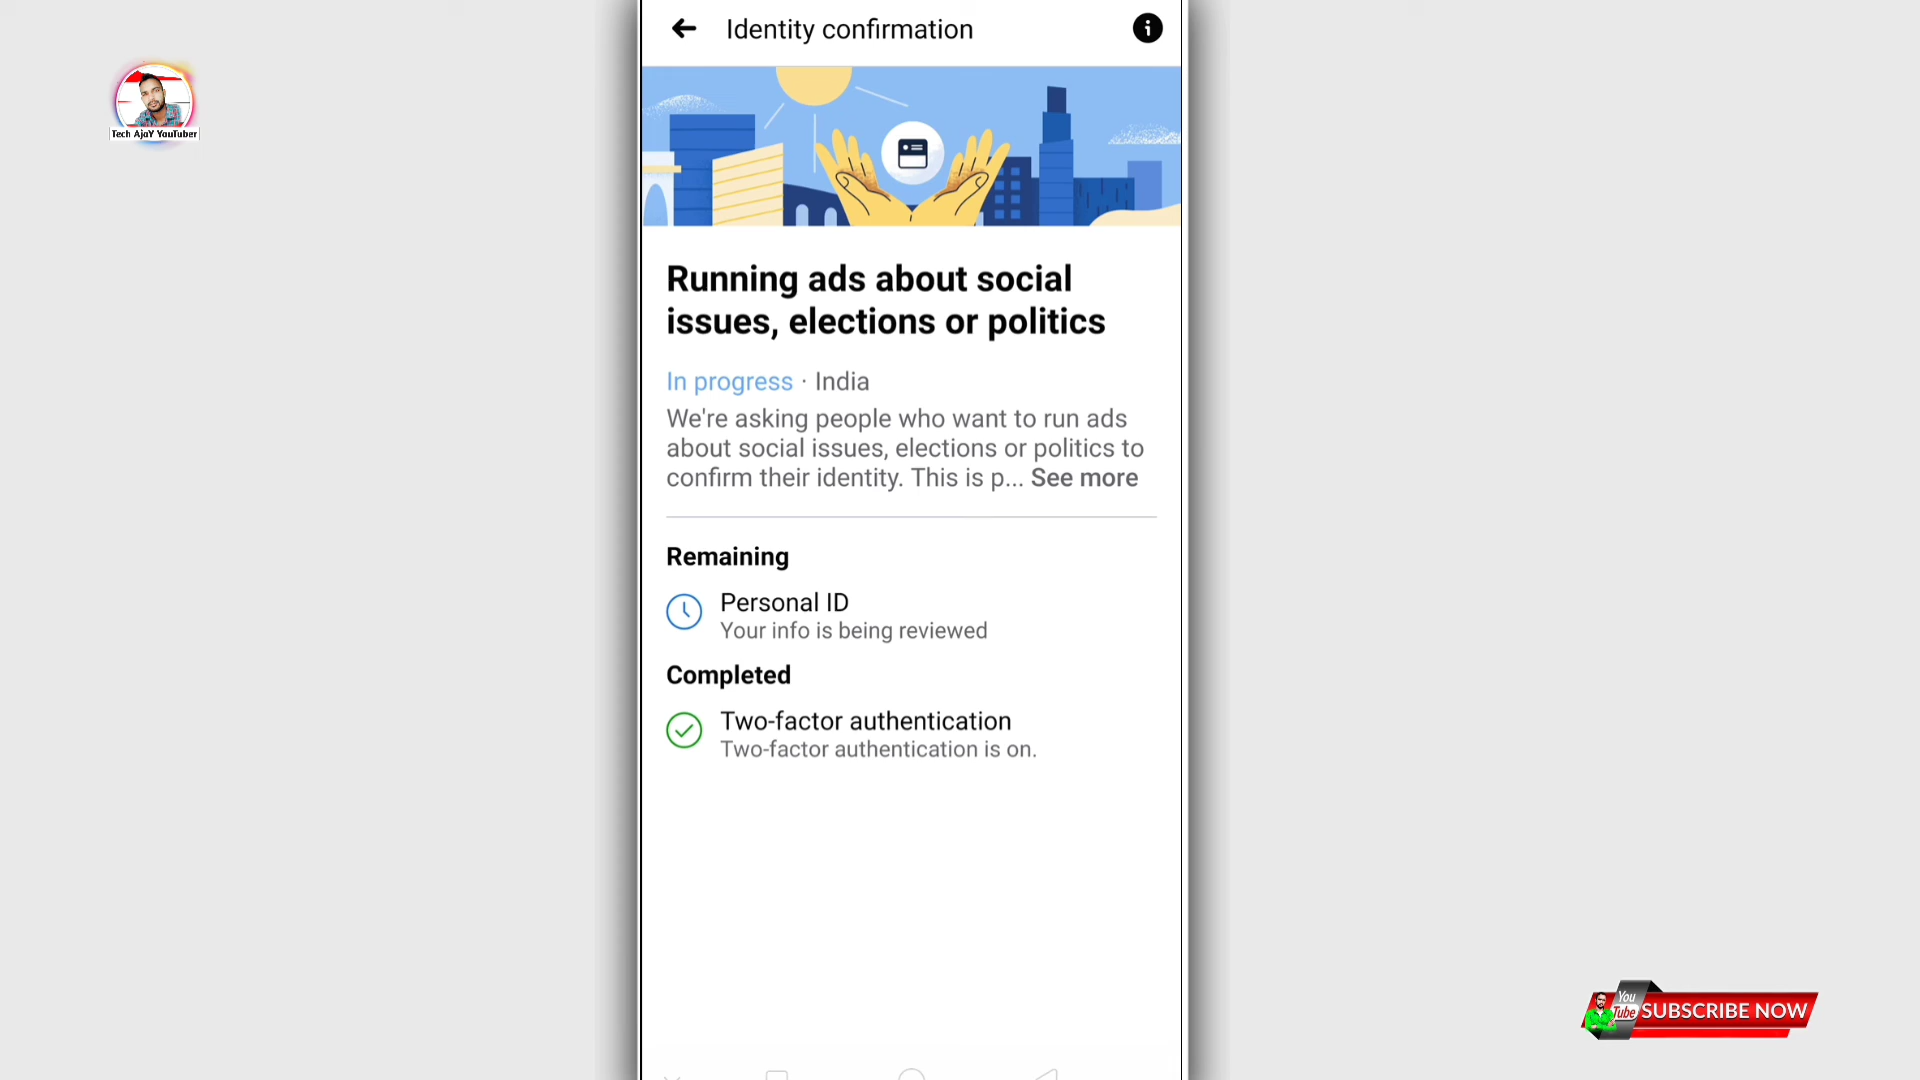 Identity confirmation
Tech AjaY YouTuber
Running ads about social
issues, elections or politics
In progress · India
We're asking people who want to run ads
about social issues, elections or politics to
confirm their identity. This is p... See more
Remaining
Personal ID
Your info is being reviewed
Completed
Two-factor authentication
Two-factor authentication is on.
You
Tube
SUBSCRIBE NOW